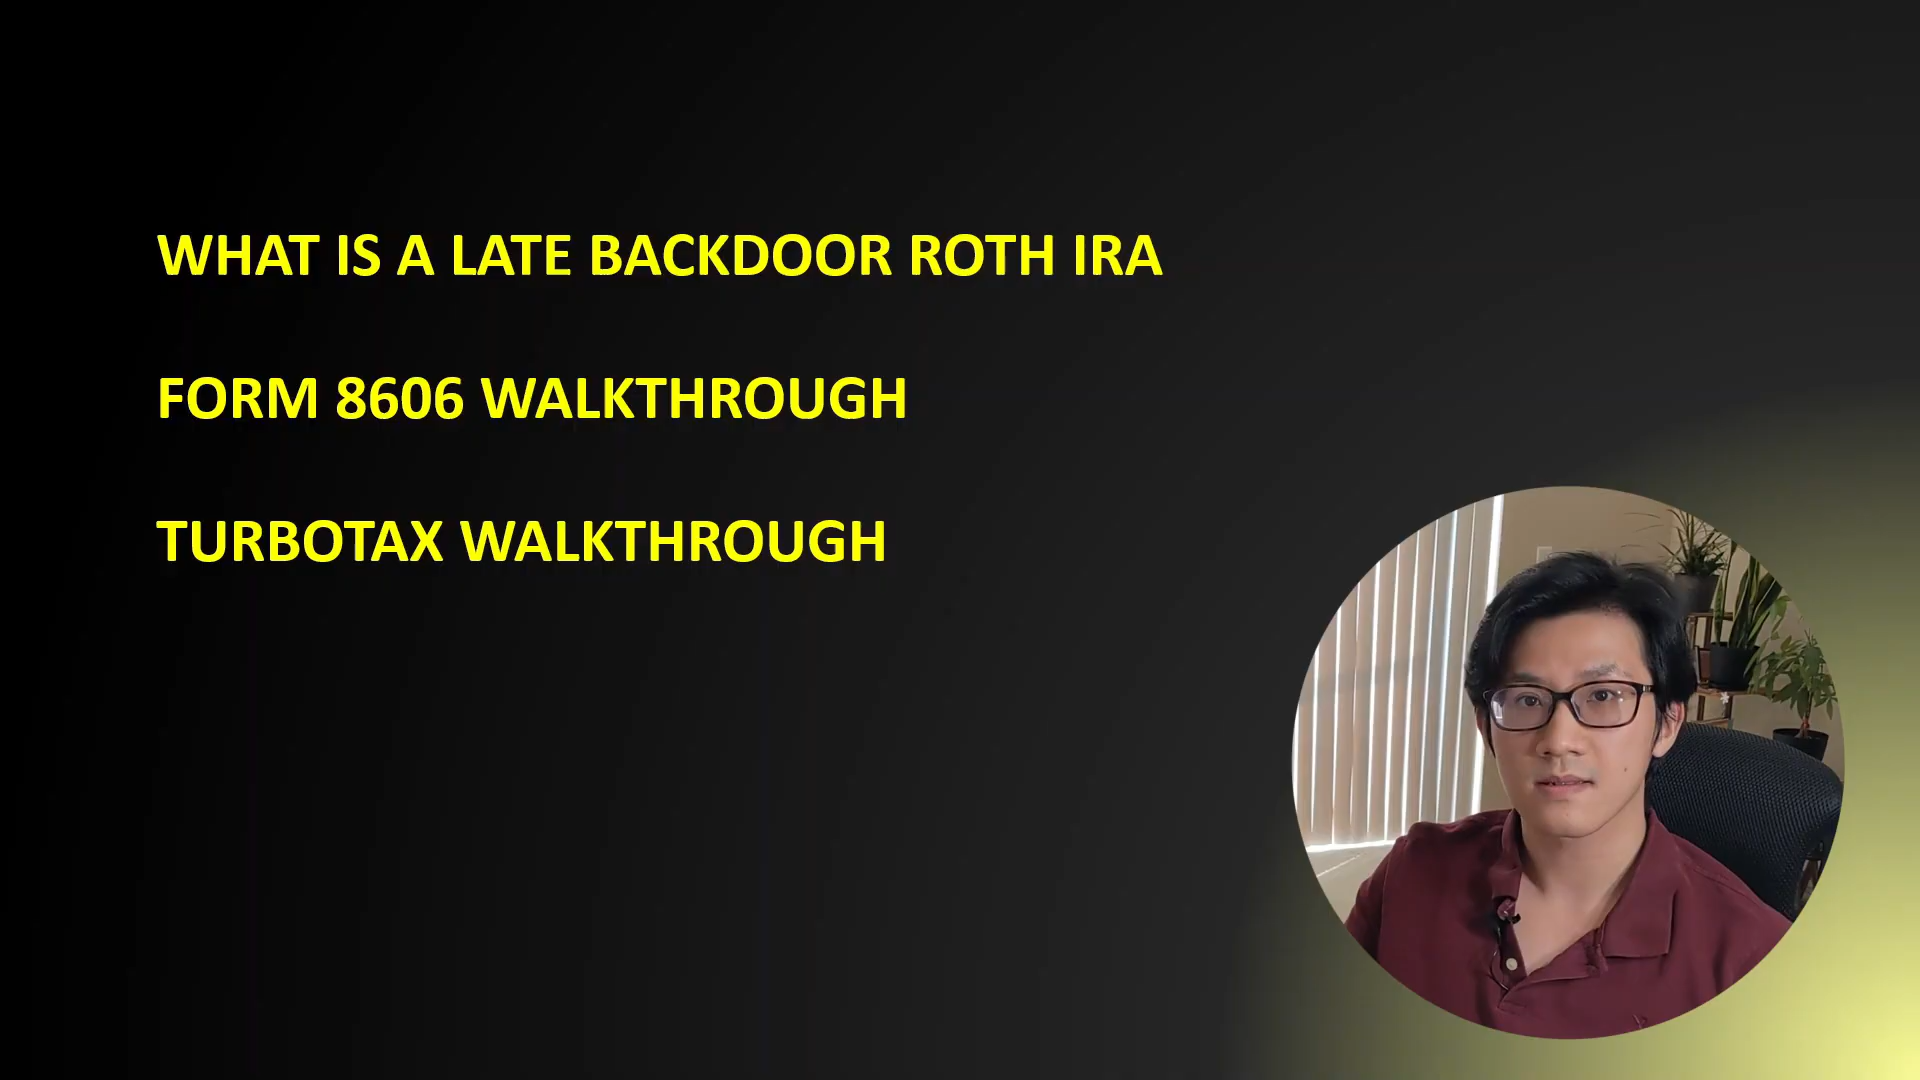 WHAT IS A LATE BACKDOOR ROTH IRA
FORM 8606 WALKTHROUGH
TURBOTAX WALKTHROUGH